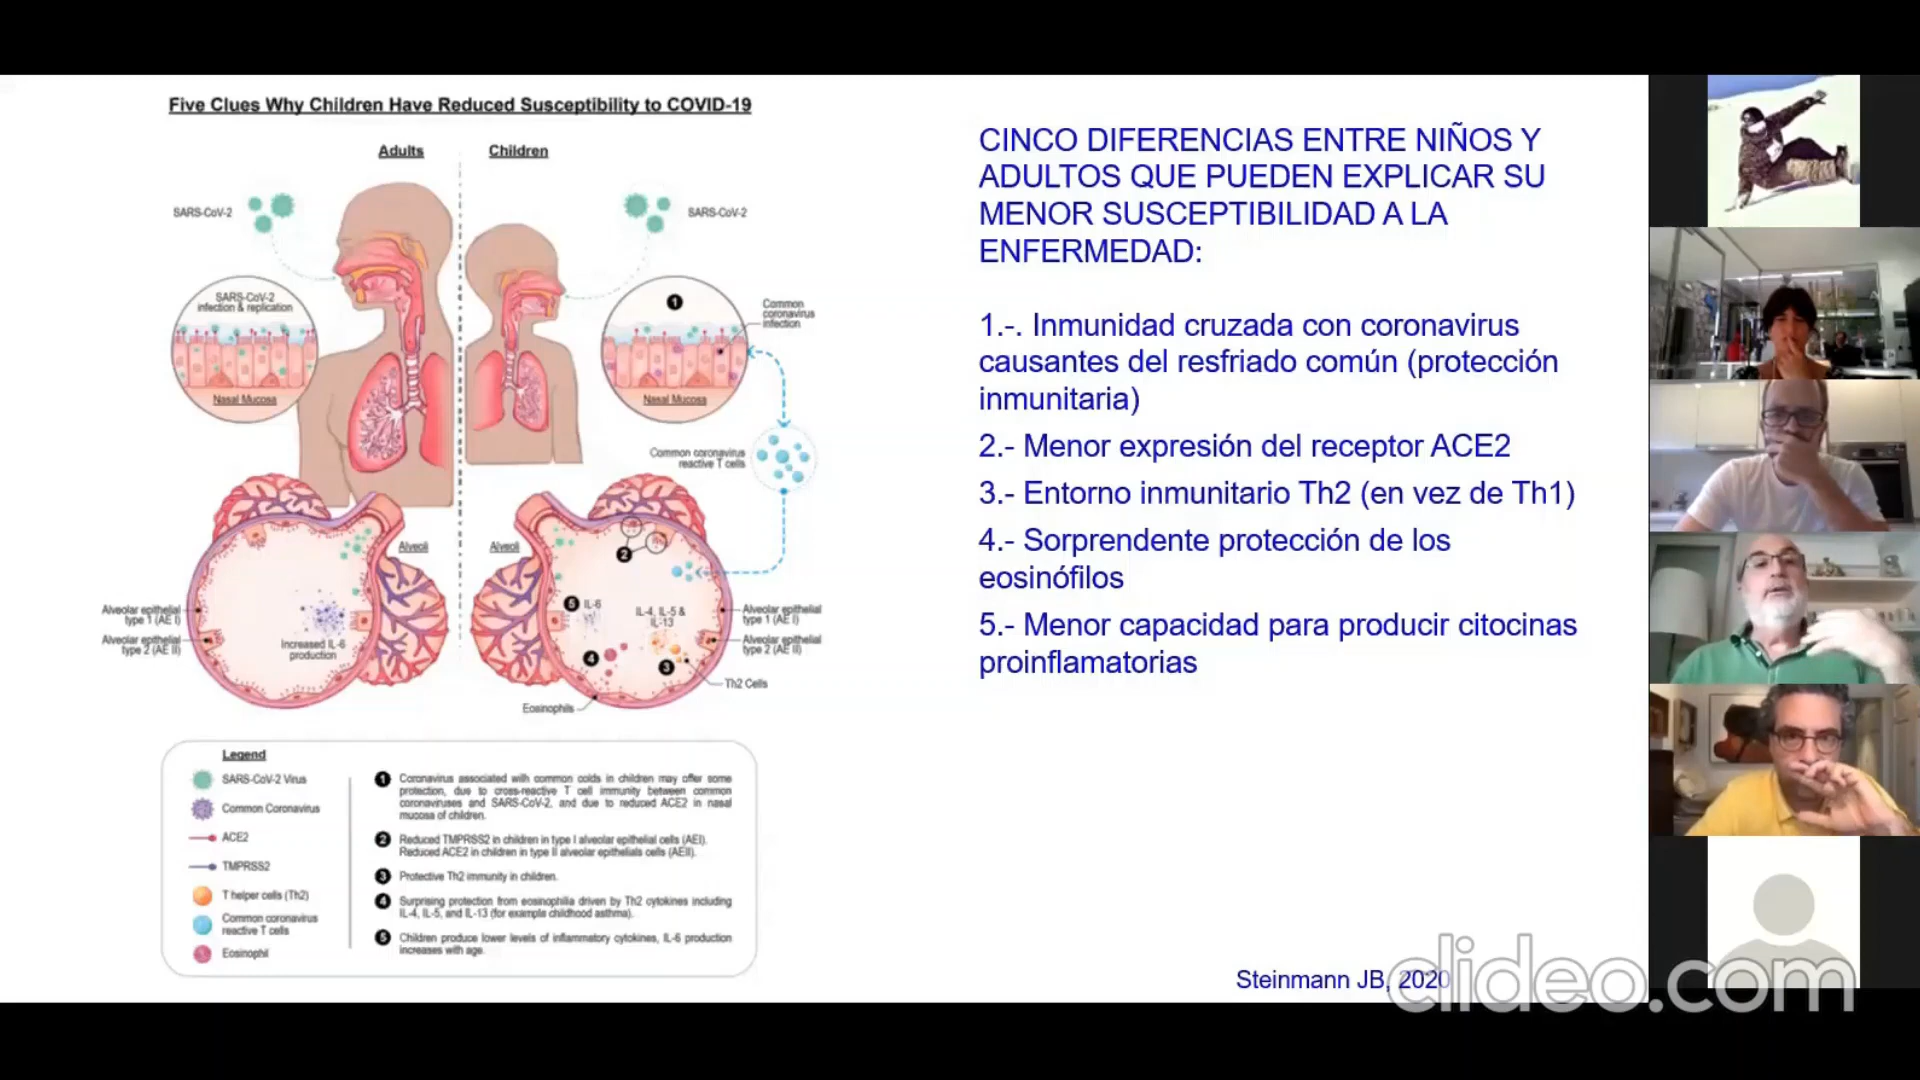 Five Clues Why Children Have Reduced Susceptibility to COVID-19
Adults
Children
SARS-CoV-2
SARS-CoV-2
SARS-CoV-2
infection & replication
Nasal Mucosa
1
Common
coronavirus
infection
Nasal Mucosa
Common coronavirus
reactive T cells
Alveoli
Alveoli
2
Alveolar epithelial
type 1 (AE I)
Alveolar epithelial
type 2 (AE II)
Increased IL-6
production
5 IL-6
IL-4, IL-5 &
IL-13
4
3
Alveolar epithelial
type 1 (AE I)
Alveolar epithelial
type 2 (AE II)
Th2 Cells
Eosinophils
Legend
SARS-CoV-2 Virus
Common Coronavirus
ACE2
TMPRSS2
T helper cells (Th2)
Common coronavirus
reactive T cells
Eosinophil
1 Coronavirus associated with common colds in children may offer some
protection, due to cross-reactive T cell immunity between common
coronaviruses and SARS-CoV-2, and due to reduced ACE2 in nasal
mucosa of children.
2 Reduced TMPRSS2 in children in type I alveolar epithelial cells (AEI).
Reduced ACE2 in children in type II alveolar epithelials cells (AEII).
3 Protective Th2 immunity in children.
4 Surprising protection from eosinophilia driven by Th2 cytokines including
IL-4, IL-5, and IL-13 (for example childhood asthma).
5 Children produce lower levels of inflammatory cytokines, IL-6 production
increases with age.
CINCO DIFERENCIAS ENTRE NIÑOS Y
ADULTOS QUE PUEDEN EXPLICAR SU
MENOR SUSCEPTIBILIDAD A LA
ENFERMEDAD:
1.-. Inmunidad cruzada con coronavirus
causantes del resfriado común (protección
inmunitaria)
2.- Menor expresión del receptor ACE2
3.- Entorno inmunitario Th2 (en vez de Th1)
4.- Sorprendente protección de los
eosinófilos
5.- Menor capacidad para producir citocinas
proinflamatorias
Steinmann JB, 2020
clideo.com